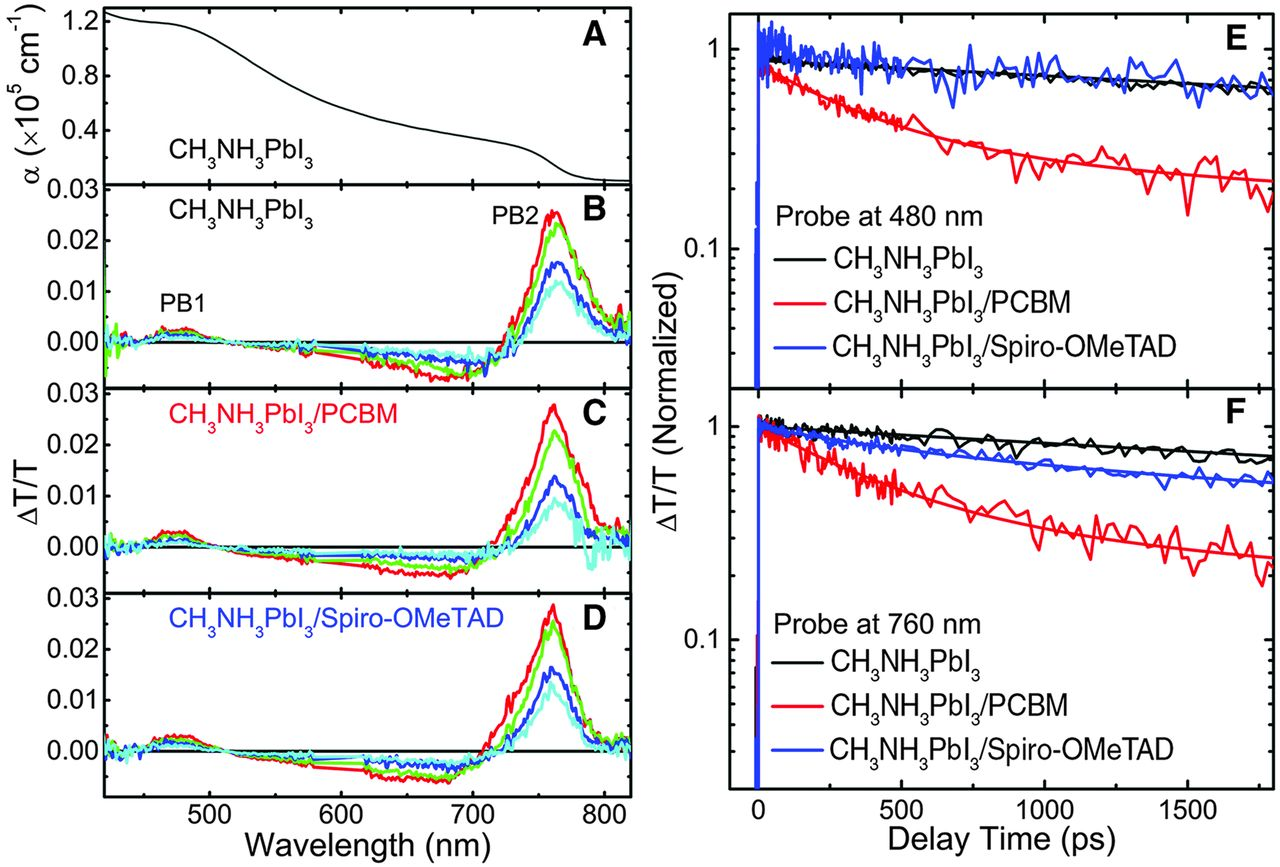 A
1.2
0.8
0.4
α (×10⁵ cm⁻¹)
CH₃NH₃PbI₃
B
0.03
0.02
0.01
0.00
CH₃NH₃PbI₃
PB1
PB2
C
0.03
0.02
0.01
0.00
CH₃NH₃PbI₃/PCBM
ΔT/T
D
0.03
0.02
0.01
0.00
CH₃NH₃PbI₃/Spiro-OMeTAD
500
600
700
800
Wavelength (nm)
E
1
0.1
Probe at 480 nm
CH₃NH₃PbI₃
CH₃NH₃PbI₃/PCBM
CH₃NH₃PbI₃/Spiro-OMeTAD
ΔT/T (Normalized)
F
1
0.1
Probe at 760 nm
CH₃NH₃PbI₃
CH₃NH₃PbI₃/PCBM
CH₃NH₃PbI₃/Spiro-OMeTAD
0
500
1000
1500
Delay Time (ps)